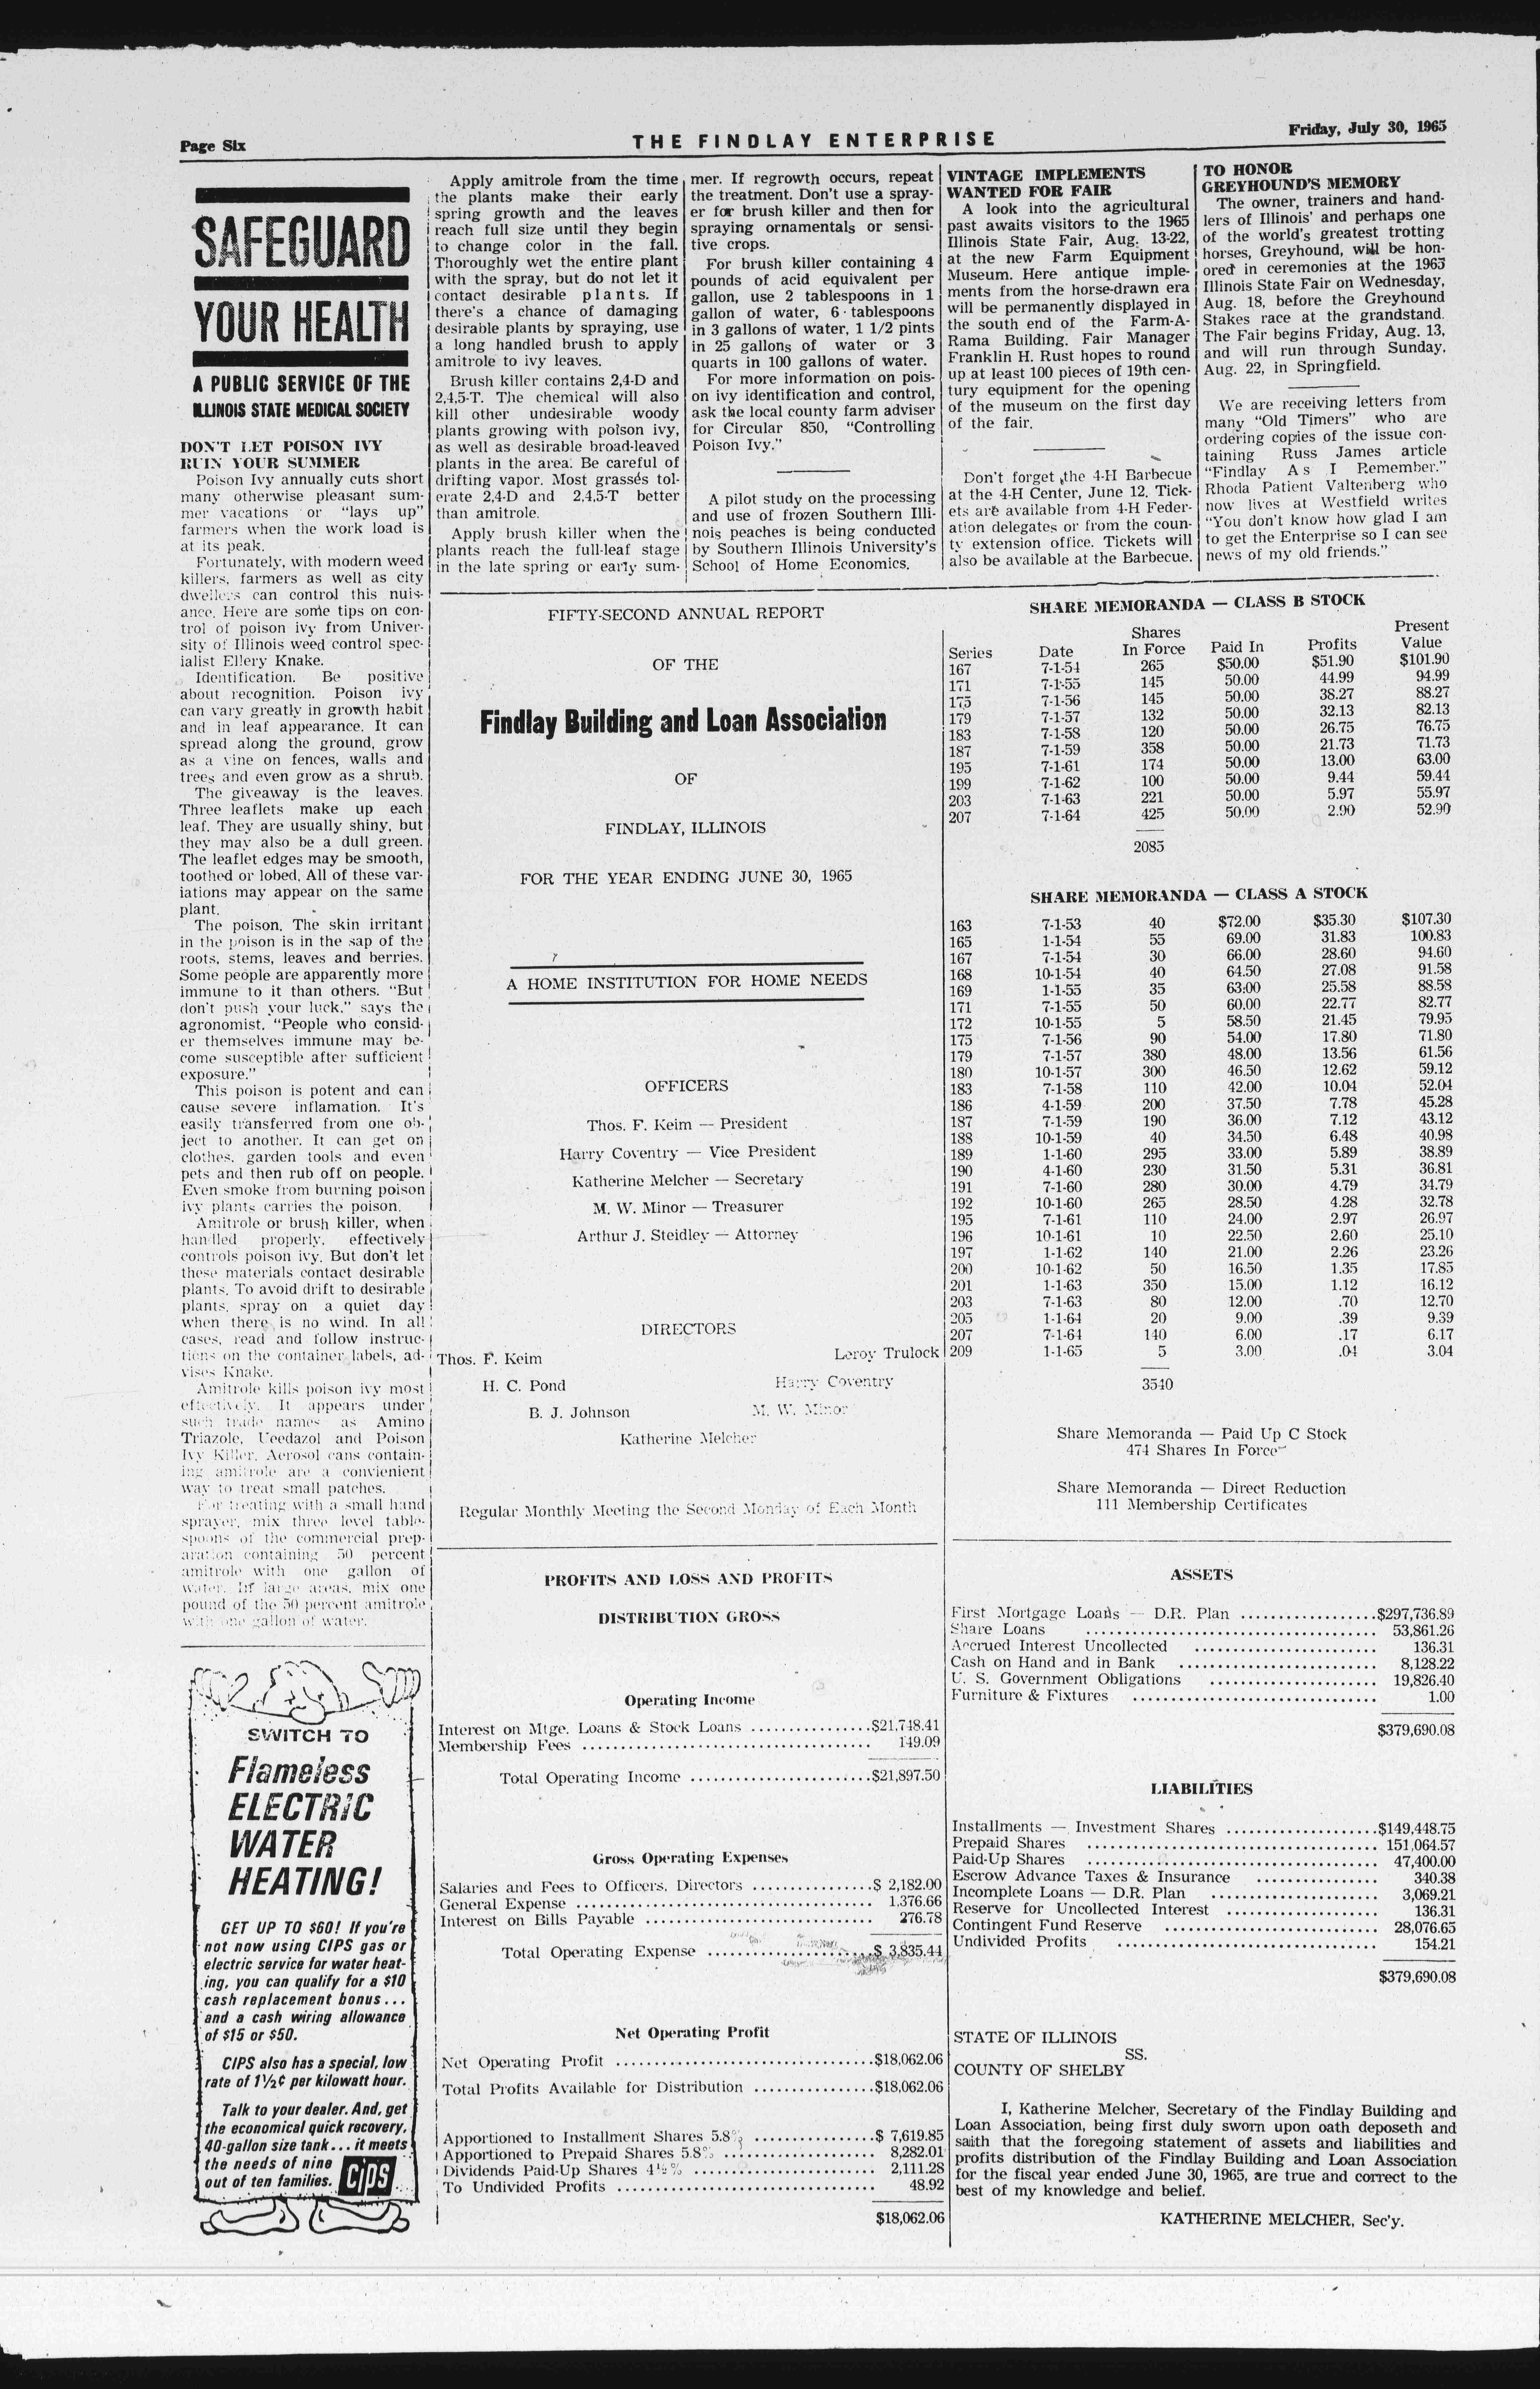 Page Six
THE FINDLAY ENTERPRISE
Friday, July 30, 1965
SAFEGUARD
YOUR HEALTH
A PUBLIC SERVICE OF THE
ILLINOIS STATE MEDICAL SOCIETY
DON'T LET POISON IVY
RUIN YOUR SUMMER
Poison Ivy annually cuts short
many otherwise pleasant sum-
mer vacations or "lays up"
farmers when the work load is
at its peak.
Fortunately, with modern weed
killers, farmers as well as city
dwellers can control this nuis-
ance. Here are some tips on con-
trol of poison ivy from Univer-
sity of Illinois weed control spec-
ialist Ellery Knake.
Identification. Be positive
about recognition. Poison ivy
can vary greatly in growth habit
and in leaf appearance. It can
spread along the ground, grow
as a vine on fences, walls and
trees and even grow as a shrub.
The giveaway is the leaves.
Three leaflets make up each
leaf. They are usually shiny, but
they may also be a dull green.
The leaflet edges may be smooth,
toothed or lobed. All of these var-
iations may appear on the same
plant.
The poison. The skin irritant
in the poison is in the sap of the
roots, stems, leaves and berries.
Some people are apparently more
immune to it than others. "But
don't push your luck," says the
agronomist. "People who consid-
er themselves immune may be-
come susceptible after sufficient
exposure."
This poison is potent and can
cause severe inflamation. It's
easily transferred from one ob-
ject to another. It can get on
clothes, garden tools and even
pets and then rub off on people.
Even smoke from burning poison
ivy plants carries the poison.
Amitrole or brush killer, when
handled properly, effectively
controls poison ivy. But don't let
these materials contact desirable
plants. To avoid drift to desirable
plants, spray on a quiet day
when there is no wind. In all
cases, read and follow instruc-
tions on the container labels, ad-
vises Knake.
Amitrole kills poison ivy most
effectively. It appears under
such trade names as Amino
Triazole, Weedazol and Poison
Ivy Killer. Aerosol cans contain-
ing amitrole are a convienient
way to treat small patches.
For treating with a small hand
sprayer, mix three level table-
spoons of the commercial prep-
aration containing 50 percent
amitrole with one gallon of
water. In large areas, mix one
pound of the 50 percent amitrole
with one gallon of water.
SWITCH TO
Flameless
ELECTRIC
WATER
HEATING!
GET UP TO $60! If you're
not now using CIPS gas or
electric service for water heat-
ing, you can qualify for a $10
cash replacement bonus...
and a cash wiring allowance
of $15 or $50.
CIPS also has a special, low
rate of 1½¢ per kilowatt hour.
Talk to your dealer. And, get
the economical quick recovery,
40-gallon size tank... it meets
the needs of nine
out of ten families.
CIPS
Apply amitrole from the time
the plants make their early
spring growth and the leaves
reach full size until they begin
to change color in the fall.
Thoroughly wet the entire plant
with the spray, but do not let it
contact desirable plants. If
there's a chance of damaging
desirable plants by spraying, use
a long handled brush to apply
amitrole to ivy leaves.
Brush killer contains 2,4-D and
2,4,5-T. The chemical will also
kill other undesirable woody
plants growing with poison ivy,
as well as desirable broad-leaved
plants in the area. Be careful of
drifting vapor. Most grasses tol-
erate 2,4-D and 2,4,5-T better
than amitrole.
Apply brush killer when the
plants reach the full-leaf stage
in the late spring or early sum-
mer. If regrowth occurs, repeat
the treatment. Don't use a spray-
er for brush killer and then for
spraying ornamentals or sensi-
tive crops.
For brush killer containing 4
pounds of acid equivalent per
gallon, use 2 tablespoons in 1
gallon of water, 6 tablespoons
in 3 gallons of water, 1 1/2 pints
in 25 gallons of water or 3
quarts in 100 gallons of water.
For more information on pois-
on ivy identification and control,
ask the local county farm adviser
for Circular 850, "Controlling
Poison Ivy."
A pilot study on the processing
and use of frozen Southern Illi-
nois peaches is being conducted
by Southern Illinois University's
School of Home Economics.
VINTAGE IMPLEMENTS
WANTED FOR FAIR
A look into the agricultural
past awaits visitors to the 1965
Illinois State Fair, Aug. 13-22,
at the new Farm Equipment
Museum. Here antique imple-
ments from the horse-drawn era
will be permanently displayed in
the south end of the Farm-A-
Rama Building. Fair Manager
Franklin H. Rust hopes to round
up at least 100 pieces of 19th cen-
tury equipment for the opening
of the museum on the first day
of the fair.
Don't forget the 4-H Barbecue
at the 4-H Center, June 12. Tick-
ets are available from 4-H Feder-
ation delegates or from the coun-
ty extension office. Tickets will
also be available at the Barbecue.
TO HONOR
GREYHOUND'S MEMORY
The owner, trainers and hand-
lers of Illinois' and perhaps one
of the world's greatest trotting
horses, Greyhound, will be hon-
ored in ceremonies at the 1965
Illinois State Fair on Wednesday,
Aug. 18, before the Greyhound
Stakes race at the grandstand.
The Fair begins Friday, Aug. 13,
and will run through Sunday,
Aug. 22, in Springfield.
We are receiving letters from
many "Old Timers" who are
ordering copies of the issue con-
taining Russ James article
"Findlay As I Remember."
Rhoda Patient Valtenberg who
now lives at Westfield writes
"You don't know how glad I am
to get the Enterprise so I can see
news of my old friends."
FIFTY-SECOND ANNUAL REPORT
OF THE
Findlay Building and Loan Association
OF
FINDLAY, ILLINOIS
FOR THE YEAR ENDING JUNE 30, 1965
A HOME INSTITUTION FOR HOME NEEDS
OFFICERS
Thos. F. Keim — President
Harry Coventry — Vice President
Katherine Melcher — Secretary
M. W. Minor — Treasurer
Arthur J. Steidley — Attorney
DIRECTORS
Thos. F. Keim Leroy Trulock
H. C. Pond Harry Coventry
B. J. Johnson M. W. Minor
Katherine Melcher
Regular Monthly Meeting the Second Monday of Each Month
PROFITS AND LOSS AND PROFITS
DISTRIBUTION GROSS
Operating Income
Interest on Mtge. Loans & Stock Loans ................$21,748.41
Membership Fees ...................................... 149.09
Total Operating Income ........................$21,897.50
Gross Operating Expenses
Salaries and Fees to Officers, Directors ................$ 2,182.00
General Expense ....................................... 1,376.66
Interest on Bills Payable .............................. 276.78
Total Operating Expense ......................$ 3,835.44
Net Operating Profit
Net Operating Profit ..................................$18,062.06
Total Profits Available for Distribution ................$18,062.06
Apportioned to Installment Shares 5.8% ................$ 7,619.85
Apportioned to Prepaid Shares 5.8% .................... 8,282.01
Dividends Paid-Up Shares 4½% ........................ 2,111.28
To Undivided Profits .................................. 48.92
$18,062.06
SHARE MEMORANDA — CLASS B STOCK
Series Date Shares In Force Paid In Profits Present Value
167 7-1-54 265 $50.00 $51.90 $101.90
171 7-1-55 145 50.00 44.99 94.99
175 7-1-56 145 50.00 38.27 88.27
179 7-1-57 132 50.00 32.13 82.13
183 7-1-58 120 50.00 26.75 76.75
187 7-1-59 358 50.00 21.73 71.73
195 7-1-61 174 50.00 13.00 63.00
199 7-1-62 100 50.00 9.44 59.44
203 7-1-63 221 50.00 5.97 55.97
207 7-1-64 425 50.00 2.90 52.90
2085
SHARE MEMORANDA — CLASS A STOCK
163 7-1-53 40 $72.00 $35.30 $107.30
165 1-1-54 55 69.00 31.83 100.83
167 7-1-54 30 66.00 28.60 94.60
168 10-1-54 40 64.50 27.08 91.58
169 1-1-55 35 63.00 25.58 88.58
171 7-1-55 50 60.00 22.77 82.77
172 10-1-55 5 58.50 21.45 79.95
175 7-1-56 90 54.00 17.80 71.80
179 7-1-57 380 48.00 13.56 61.56
180 10-1-57 300 46.50 12.62 59.12
183 7-1-58 110 42.00 10.04 52.04
186 4-1-59 200 37.50 7.78 45.28
187 7-1-59 190 36.00 7.12 43.12
188 10-1-59 40 34.50 6.48 40.98
189 1-1-60 295 33.00 5.89 38.89
190 4-1-60 230 31.50 5.31 36.81
191 7-1-60 280 30.00 4.79 34.79
192 10-1-60 265 28.50 4.28 32.78
195 7-1-61 110 24.00 2.97 26.97
196 10-1-61 10 22.50 2.60 25.10
197 1-1-62 140 21.00 2.26 23.26
200 10-1-62 50 16.50 1.35 17.85
201 1-1-63 350 15.00 1.12 16.12
203 7-1-63 80 12.00 .70 12.70
205 1-1-64 20 9.00 .39 9.39
207 7-1-64 140 6.00 .17 6.17
209 1-1-65 5 3.00 .04 3.04
3540
Share Memoranda — Paid Up C Stock
474 Shares In Force
Share Memoranda — Direct Reduction
111 Membership Certificates
ASSETS
First Mortgage Loans — D.R. Plan ..................$297,736.89
Share Loans ...................................... 53,861.26
Accrued Interest Uncollected ........................ 136.31
Cash on Hand and in Bank .......................... 8,128.22
U. S. Government Obligations ...................... 19,826.40
Furniture & Fixtures ................................ 1.00
$379,690.08
LIABILITIES
Installments — Investment Shares ....................$149,448.75
Prepaid Shares ...................................... 151,064.57
Paid-Up Shares ...................................... 47,400.00
Escrow Advance Taxes & Insurance ................ 340.38
Incomplete Loans — D.R. Plan ...................... 3,069.21
Reserve for Uncollected Interest .................... 136.31
Contingent Fund Reserve ............................ 28,076.65
Undivided Profits .................................. 154.21
$379,690.08
STATE OF ILLINOIS
SS.
COUNTY OF SHELBY
I, Katherine Melcher, Secretary of the Findlay Building and
Loan Association, being first duly sworn upon oath deposeth and
saith that the foregoing statement of assets and liabilities and
profits distribution of the Findlay Building and Loan Association
for the fiscal year ended June 30, 1965, are true and correct to the
best of my knowledge and belief.
KATHERINE MELCHER, Sec'y.